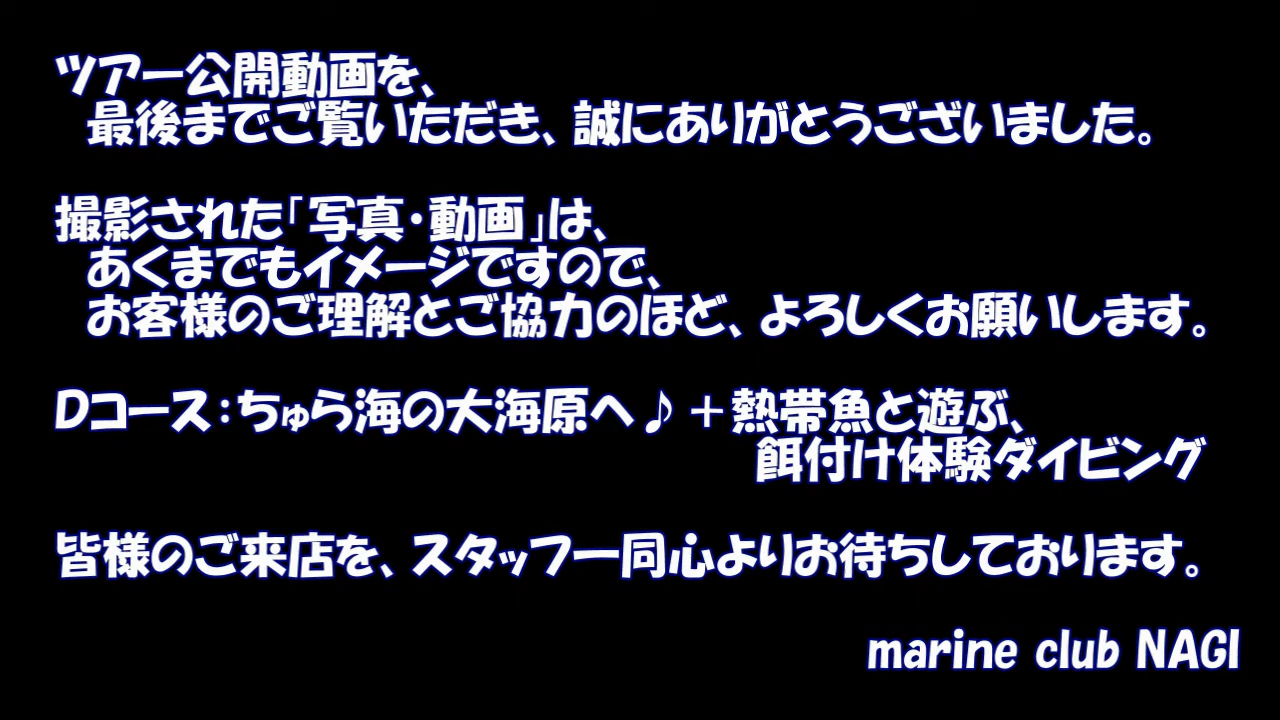 ツアー公開動画を、
最後までご覧いただき、誠にありがとうございました。
撮影された「写真・動画」は、
あくまでもイメージですので、
お客様のご理解とご協力のほど、よろしくお願いします。
Dコース：ちゅら海の大海原へ♪＋熱帯魚と遊ぶ、
餌付け体験ダイビング
皆様のご来店を、スタッフ一同心よりお待ちしております。
marine club NAGI